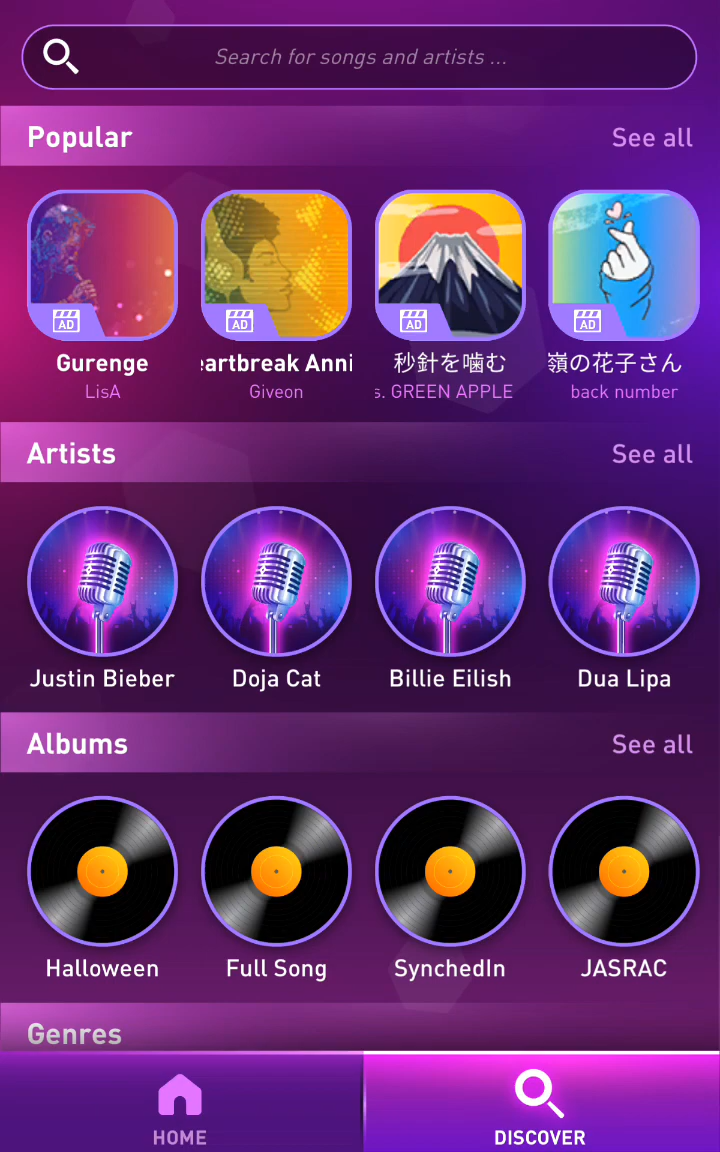 Search for songs and artists ...
Popular
See all
AD
AD
AD
AD
Gurenge
eartbreak Anni
秒針を噛む
嶺の花子さん
LisA
Giveon
s. GREEN APPLE
back number
Artists
See all
Justin Bieber
Doja Cat
Billie Eilish
Dua Lipa
Albums
See all
Halloween
Full Song
SynchedIn
JASRAC
Genres
HOME
DISCOVER